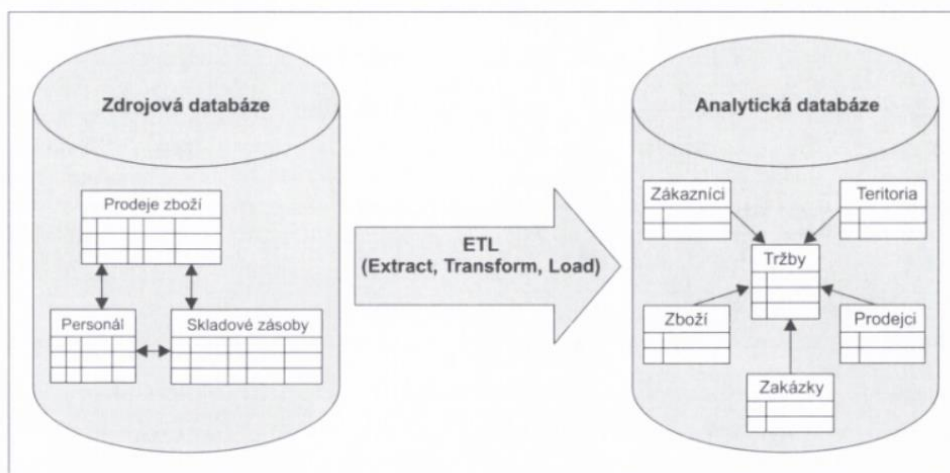 Zdrojová databáze
Prodeje zboží
Personál
Skladové zásoby
ETL
(Extract, Transform, Load)
Analytická databáze
Zákazníci
Teritoria
Tržby
Zboží
Prodejci
Zakázky